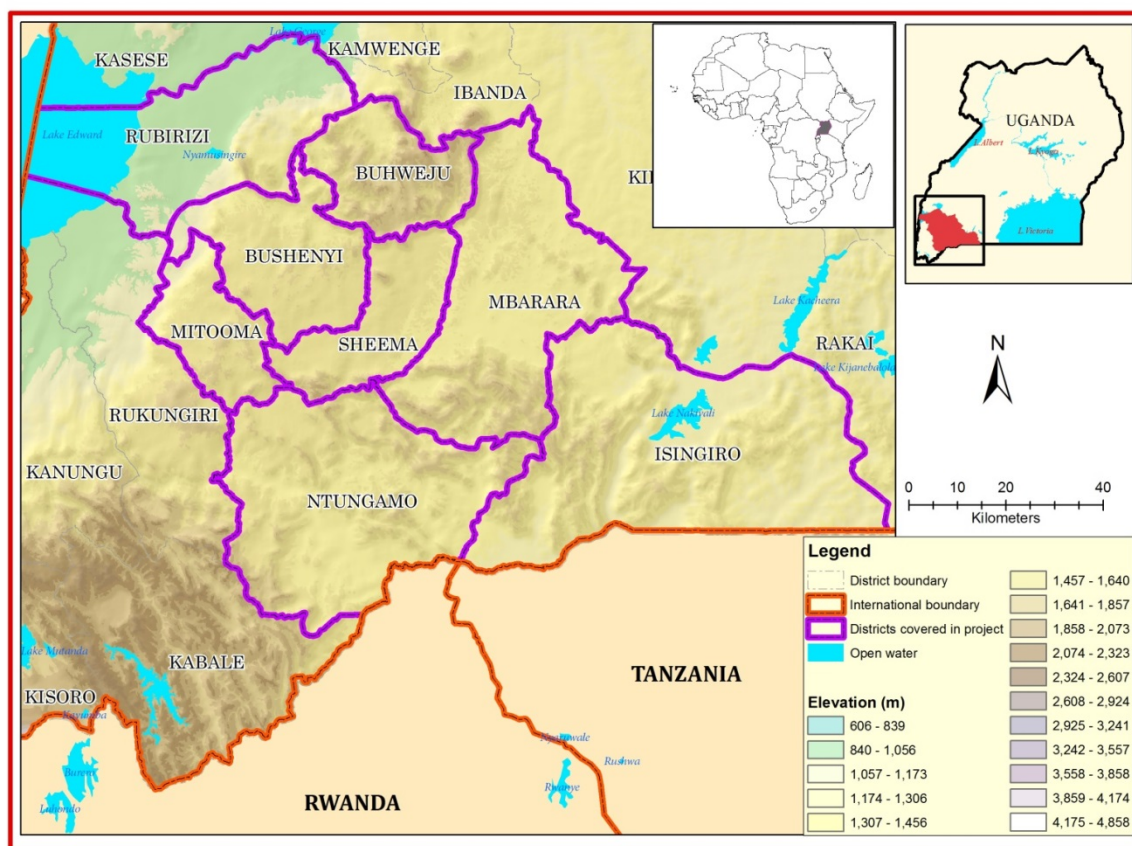 KASESE
KAMWENGE
IBANDA
Lake Edward
RUBIRIZI
Nyamusingire
BUHWEJU
BUSHENYI
MBARARA
MITOOMA
SHEEMA
Lake Kacheera
RAKAI
Lake Kijanebalola
RUKUNGIRI
Lake Nakivali
ISINGIRO
KANUNGU
NTUNGAMO
Lake Mutanda
KABALE
KISORO
TANZANIA
RWANDA
Rushwa
UGANDA
L Albert
L Kyoga
L Victoria
N
0 10 20 40
Kilometers
Legend
District boundary
International boundary
Districts covered in project
Open water
Elevation (m)
606 - 839
840 - 1,056
1,057 - 1,173
1,174 - 1,306
1,307 - 1,456
1,457 - 1,640
1,641 - 1,857
1,858 - 2,073
2,074 - 2,323
2,324 - 2,607
2,608 - 2,924
2,925 - 3,241
3,242 - 3,557
3,558 - 3,858
3,859 - 4,174
4,175 - 4,858